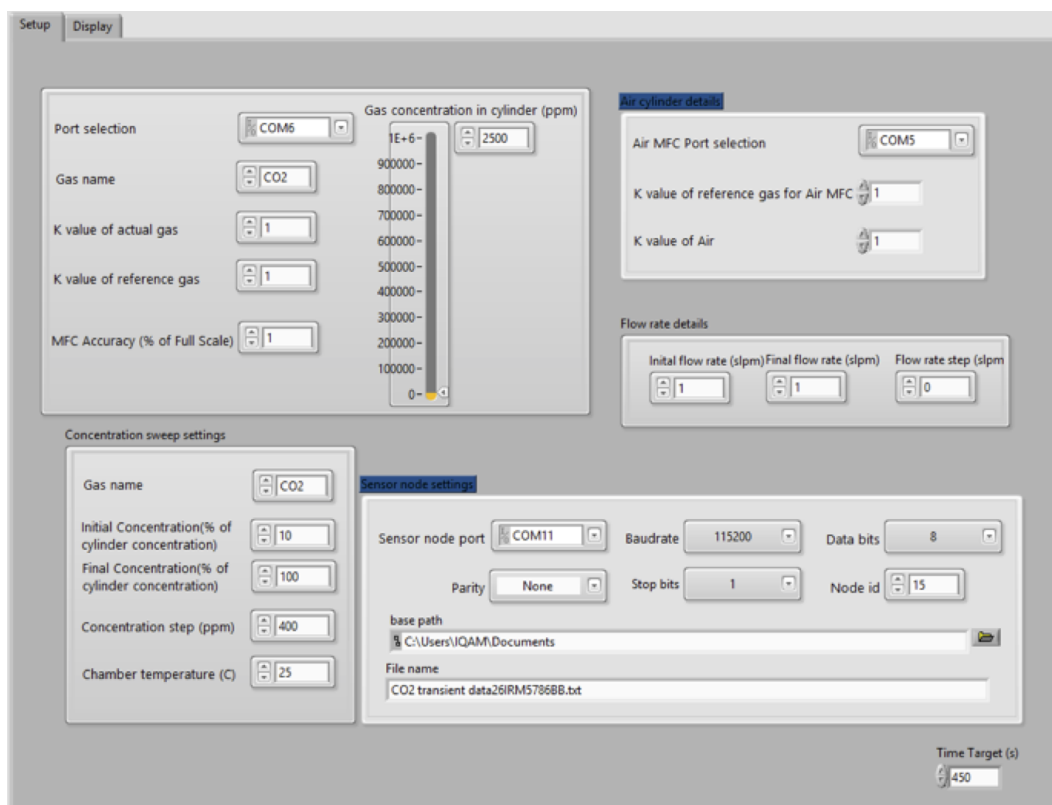 Setup
Display
Port selection
COM6
Gas name
CO2
K value of actual gas
1
K value of reference gas
1
MFC Accuracy (% of Full Scale)
1
Gas concentration in cylinder (ppm)
2500
1E+6
900000
800000
700000
600000
500000
400000
300000
200000
100000
0
Air cylinder details
Air MFC Port selection
COM5
K value of reference gas for Air MFC
1
K value of Air
1
Flow rate details
Inital flow rate (slpm)
Final flow rate (slpm)
Flow rate step (slpm
1
1
0
Concentration sweep settings
Gas name
CO2
Initial Concentration(% of
cylinder concentration)
10
Final Concentration(% of
cylinder concentration)
100
Concentration step (ppm)
400
Chamber temperature (C)
25
Sensor node settings
Sensor node port
COM11
Baudrate
115200
Data bits
8
Parity
None
Stop bits
1
Node id
15
base path
C:\Users\IQAM\Documents
File name
CO2 transient data26IRM5786BB.txt
Time Target (s)
450